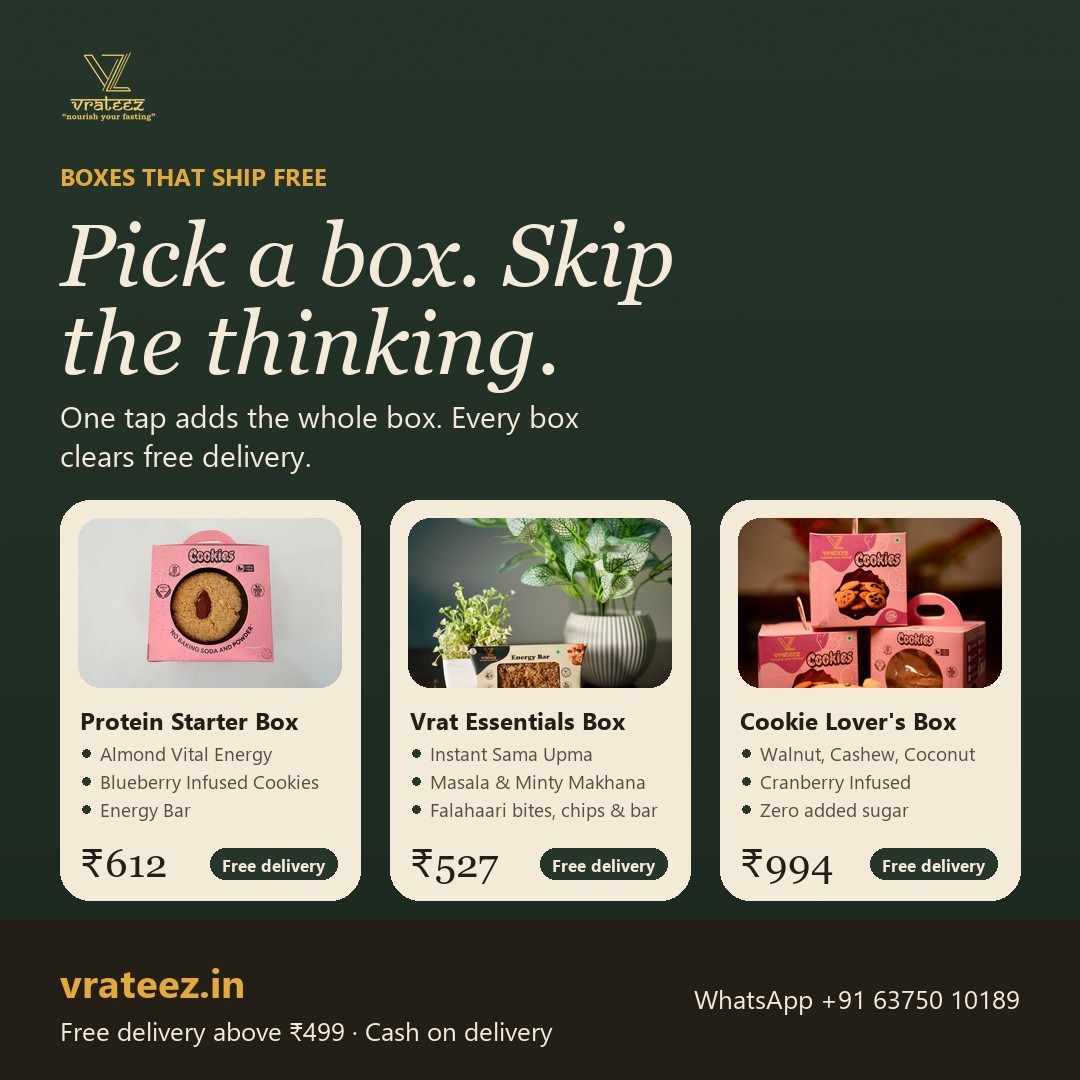 vrateez
"nourish your fasting"
BOXES THAT SHIP FREE
Pick a box. Skip
the thinking.
One tap adds the whole box. Every box
clears free delivery.
Cookies
"NO BAKING SODA AND POWDER"
Protein Starter Box
Almond Vital Energy
Blueberry Infused Cookies
Energy Bar
₹612
Free delivery
Energy Bar
Vrat Essentials Box
Instant Sama Upma
Masala & Minty Makhana
Falahaari bites, chips & bar
₹527
Free delivery
vrateez
Cookies
vrateez
Cookies
Cookies
Cookie Lover's Box
Walnut, Cashew, Coconut
Cranberry Infused
Zero added sugar
₹994
Free delivery
vrateez.in
Free delivery above ₹499 · Cash on delivery
WhatsApp +91 63750 10189